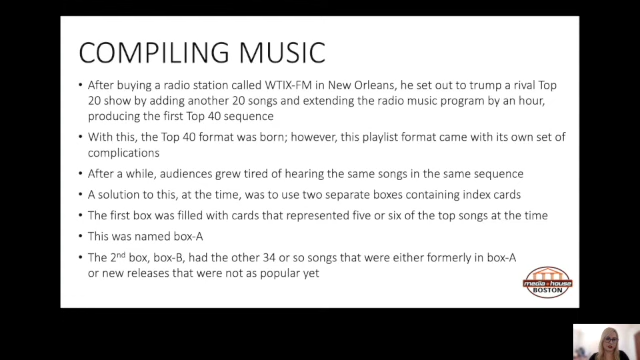 COMPILING MUSIC
• After buying a radio station called WTIX-FM in New Orleans, he set out to trump a rival Top
20 show by adding another 20 songs and extending the radio music program by an hour,
producing the first Top 40 sequence
• With this, the Top 40 format was born; however, this playlist format came with its own set of
complications
• After a while, audiences grew tired of hearing the same songs in the same sequence
• A solution to this, at the time, was to use two separate boxes containing index cards
• The first box was filled with cards that represented five or six of the top songs at the time
• This was named box-A
• The 2nd box, box-B, had the other 34 or so songs that were either formerly in box-A
or new releases that were not as popular yet
media house
BOSTON